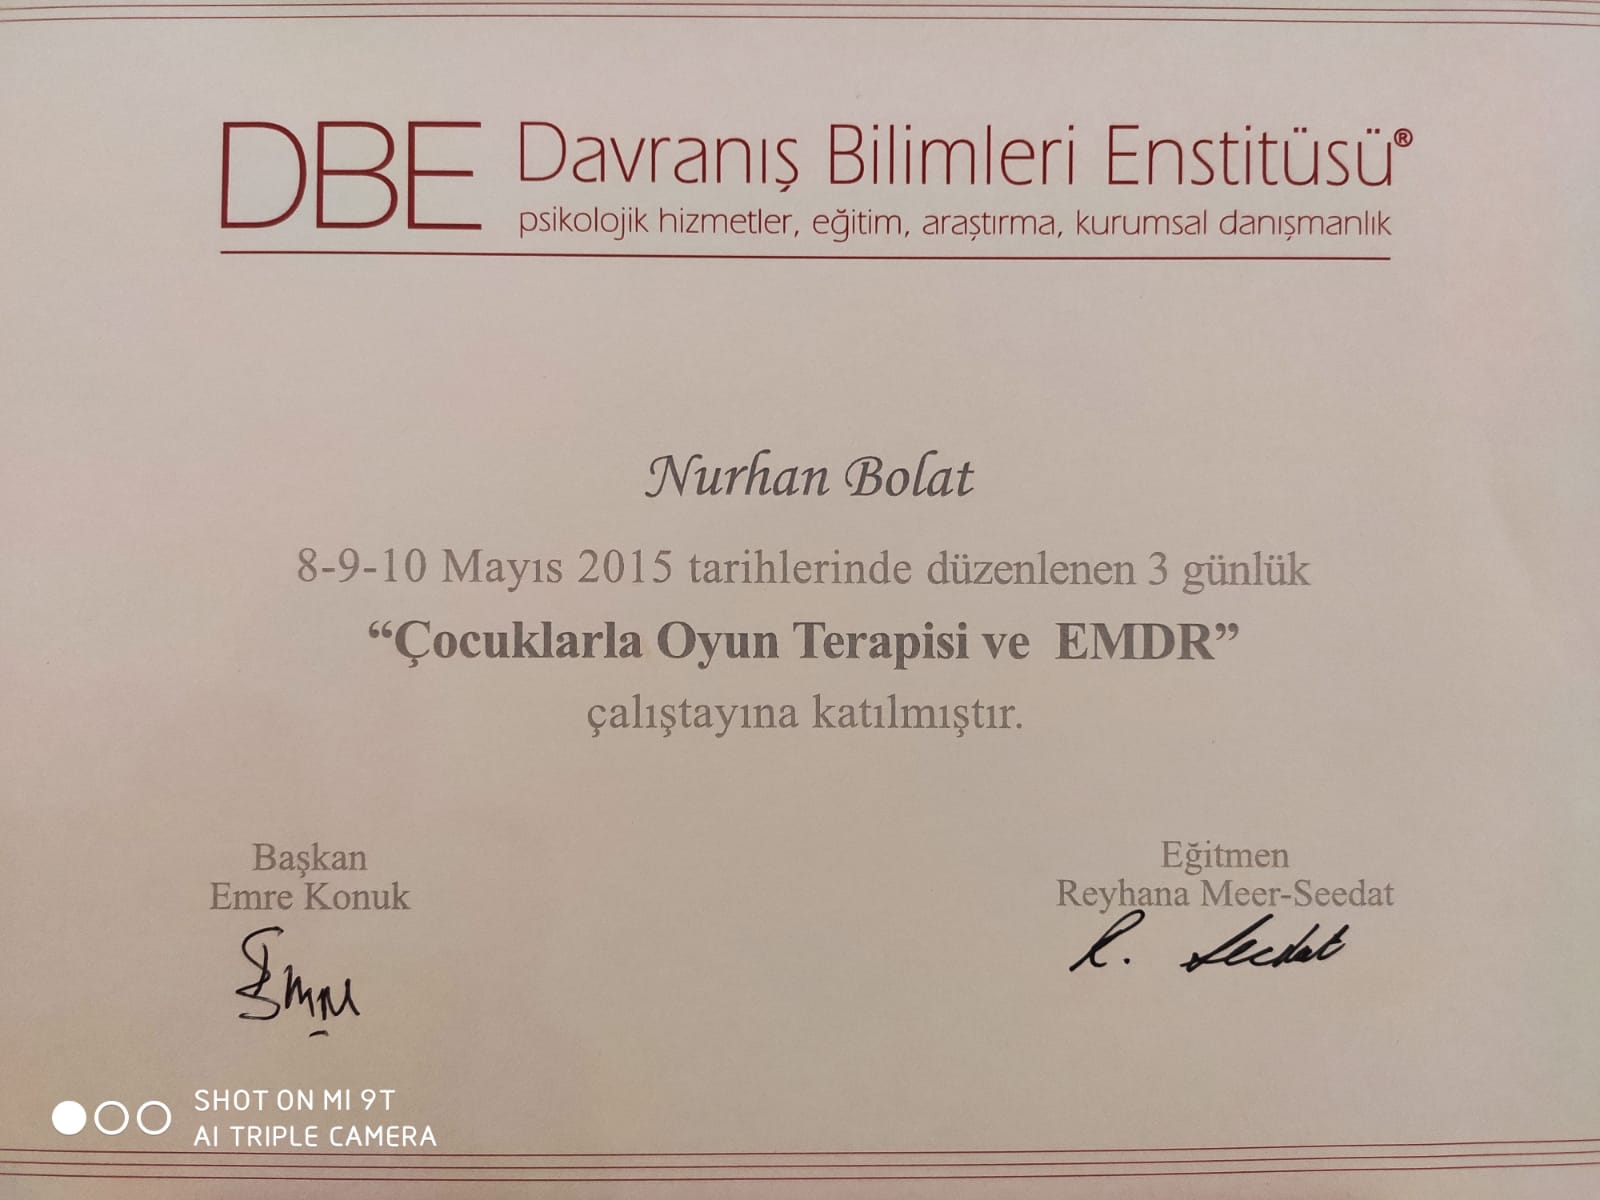 DBE Davranış Bilimleri Enstitüsü®
psikolojik hizmetler, eğitim, araştırma, kurumsal danışmanlık
Nurhan Bolat
8-9-10 Mayıs 2015 tarihlerinde düzenlenen 3 günlük
“Çocuklarla Oyun Terapisi ve EMDR”
çalıştayına katılmıştır.
Başkan
Emre Konuk
Emre
Eğitmen
Reyhana Meer-Seedat
R. Seedat
SHOT ON MI 9T
AI TRIPLE CAMERA